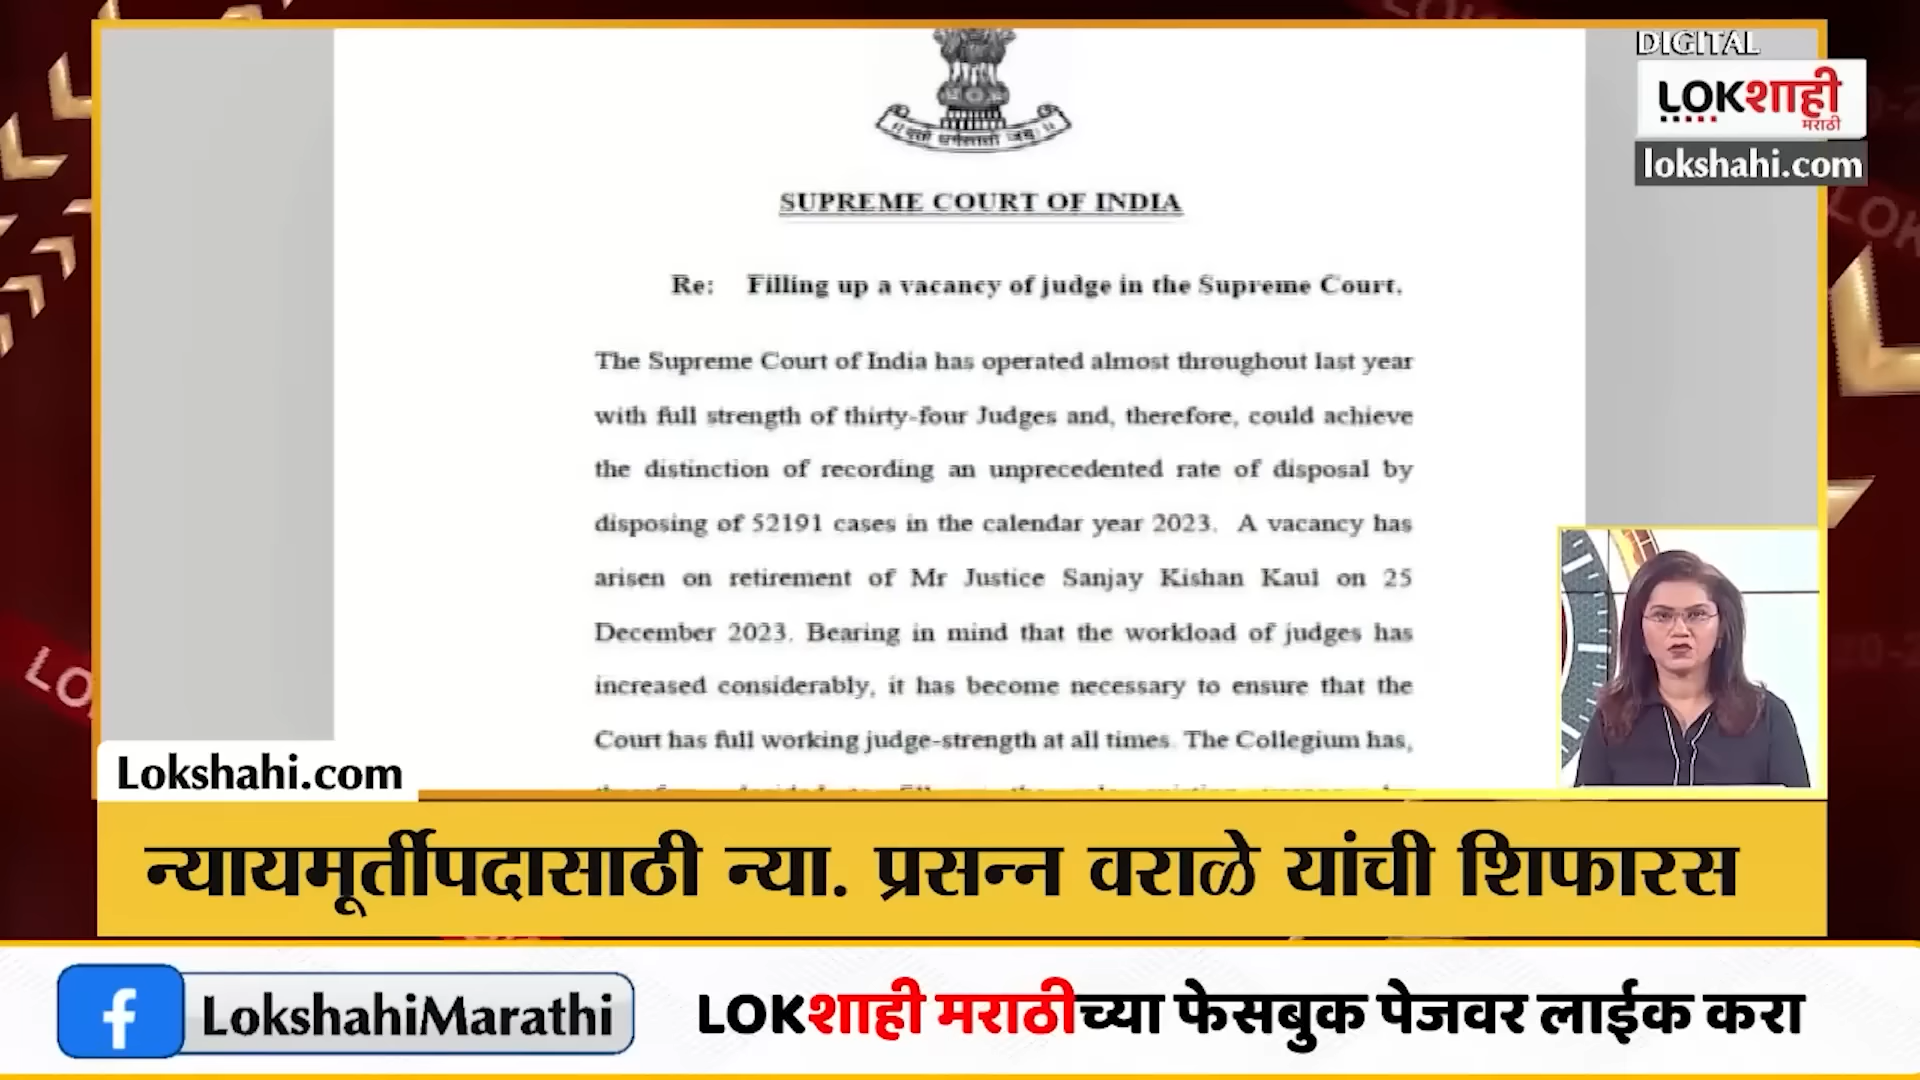 DIGITAL
LOKशाही
मराठी
lokshahi.com
SUPREME COURT OF INDIA
Re: Filling up a vacancy of judge in the Supreme Court.
The Supreme Court of India has operated almost throughout last year
with full strength of thirty-four Judges and, therefore, could achieve
the distinction of recording an unprecedented rate of disposal by
disposing of 52191 cases in the calendar year 2023. A vacancy has
arisen on retirement of Mr Justice Sanjay Kishan Kaul on 25
December 2023. Bearing in mind that the workload of judges has
increased considerably, it has become necessary to ensure that the
Court has full working judge-strength at all times. The Collegium has,
Lokshahi.com
न्यायमूर्तीपदासाठी न्या. प्रसन्न वराळे यांची शिफारस
LokshahiMarathi
LOKशाही मराठीच्या फेसबुक पेजवर लाईक करा